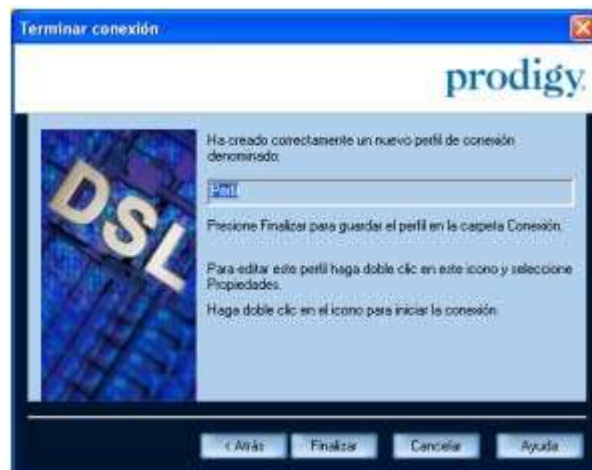 Terminar conexión
prodigy
DSL
Ha creado correctamente un nuevo perfil de conexión
denominado:
Perfil
Presione Finalizar para guardar el perfil en la carpeta Conexión.
Para editar este perfil haga doble clic en este icono y seleccione
Propiedades.
Haga doble clic en el icono para iniciar la conexión.
< Atrás
Finalizar
Cancelar
Ayuda